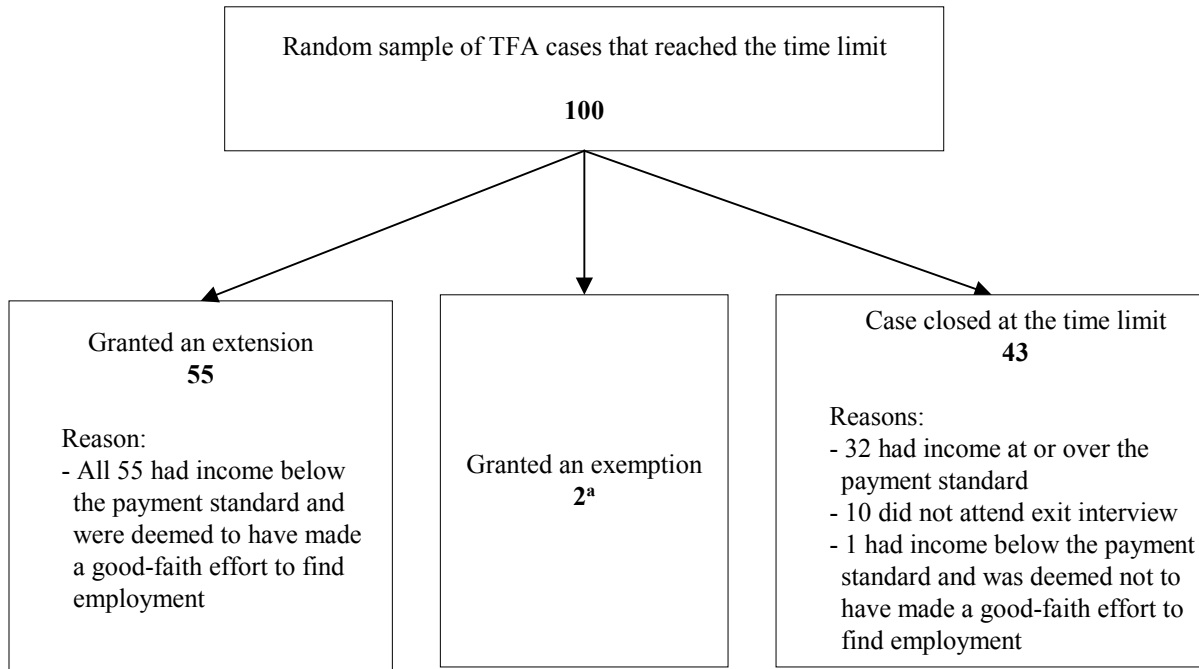 Random sample of TFA cases that reached the time limit
100
Granted an extension
55
Reason:
- All 55 had income below
the payment standard and
were deemed to have made
a good-faith effort to find
employment
Granted an exemption
2ᵃ
Case closed at the time limit
43
Reasons:
- 32 had income at or over the
payment standard
- 10 did not attend exit interview
- 1 had income below the payment
standard and was deemed not to
have made a good-faith effort to
find employment